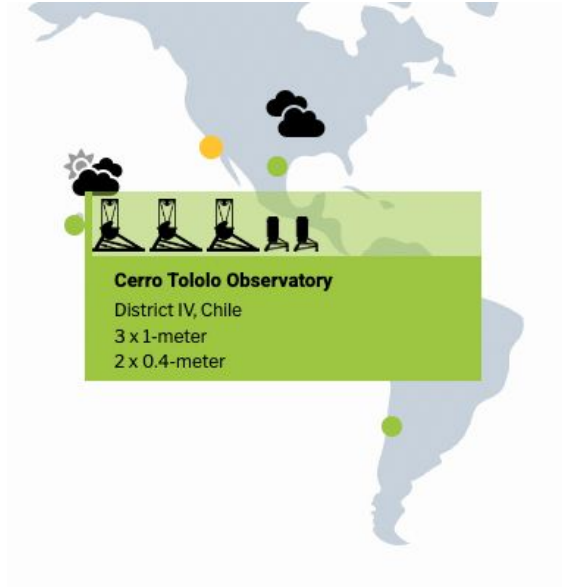 Cerro Tololo Observatory
District IV, Chile
3 x 1-meter
2 x 0.4-meter